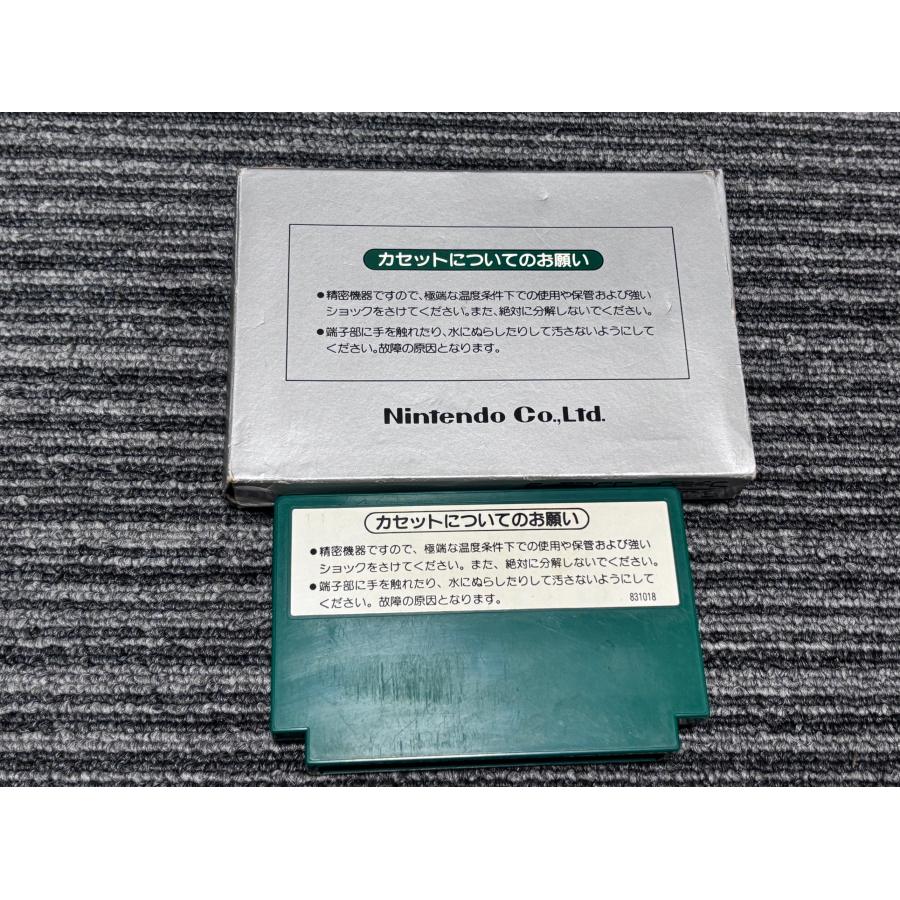 カセットについてのお願い
●精密機器ですので、極端な温度条件下での使用や保管および強い
ショックをさけてください。また、絶対に分解しないでください。
●端子部に手を触れたり、水にぬらしたりして汚さないようにして
ください。故障の原因となります。
Nintendo Co.,Ltd.
カセットについてのお願い
●精密機器ですので、極端な温度条件下での使用や保管および強い
ショックをさけてください。また、絶対に分解しないでください。
●端子部に手を触れたり、水にぬらしたりして汚さないようにして
ください。故障の原因となります。
831018